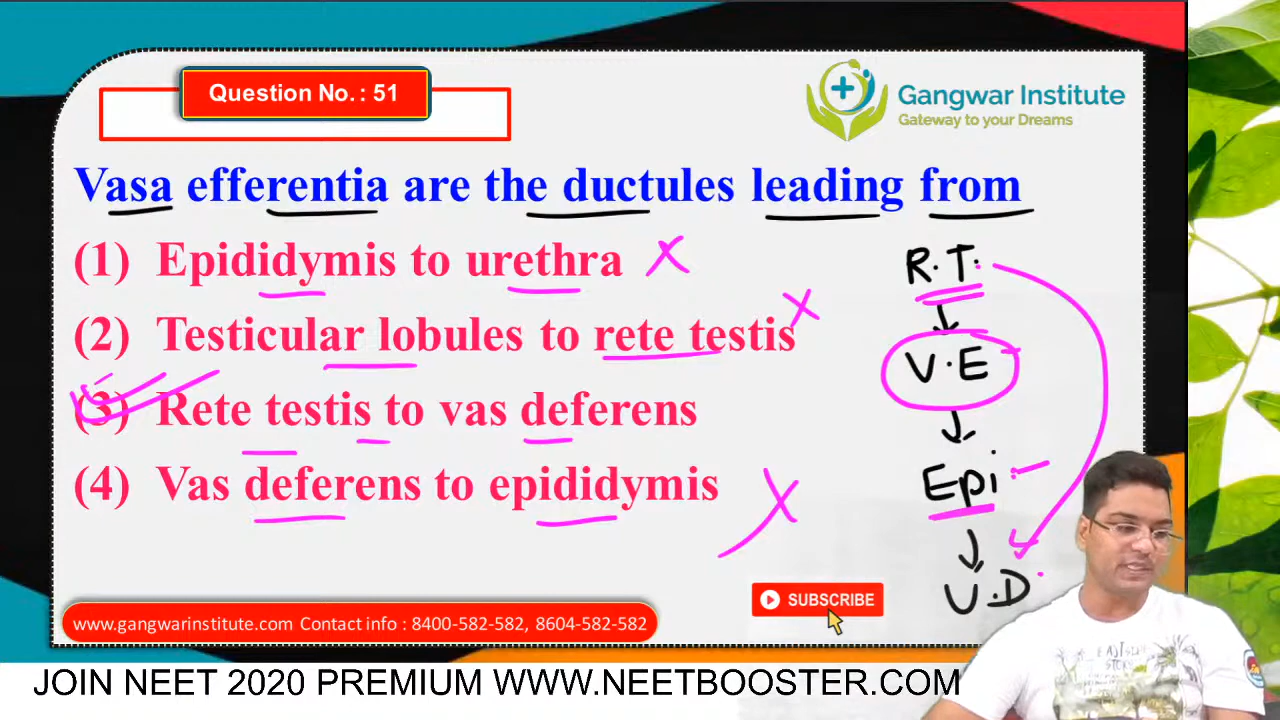 Question No. : 51
Gangwar Institute
Gateway to your Dreams
Vasa efferentia are the ductules leading from
(1) Epididymis to urethra
(2) Testicular lobules to rete testis
(3) Rete testis to vas deferens
(4) Vas deferens to epididymis
R.T.
V.E
Epi
V.D
SUBSCRIBE
www.gangwarinstitute.com Contact info : 8400-582-582, 8604-582-582
JOIN NEET 2020 PREMIUM WWW.NEETBOOSTER.COM